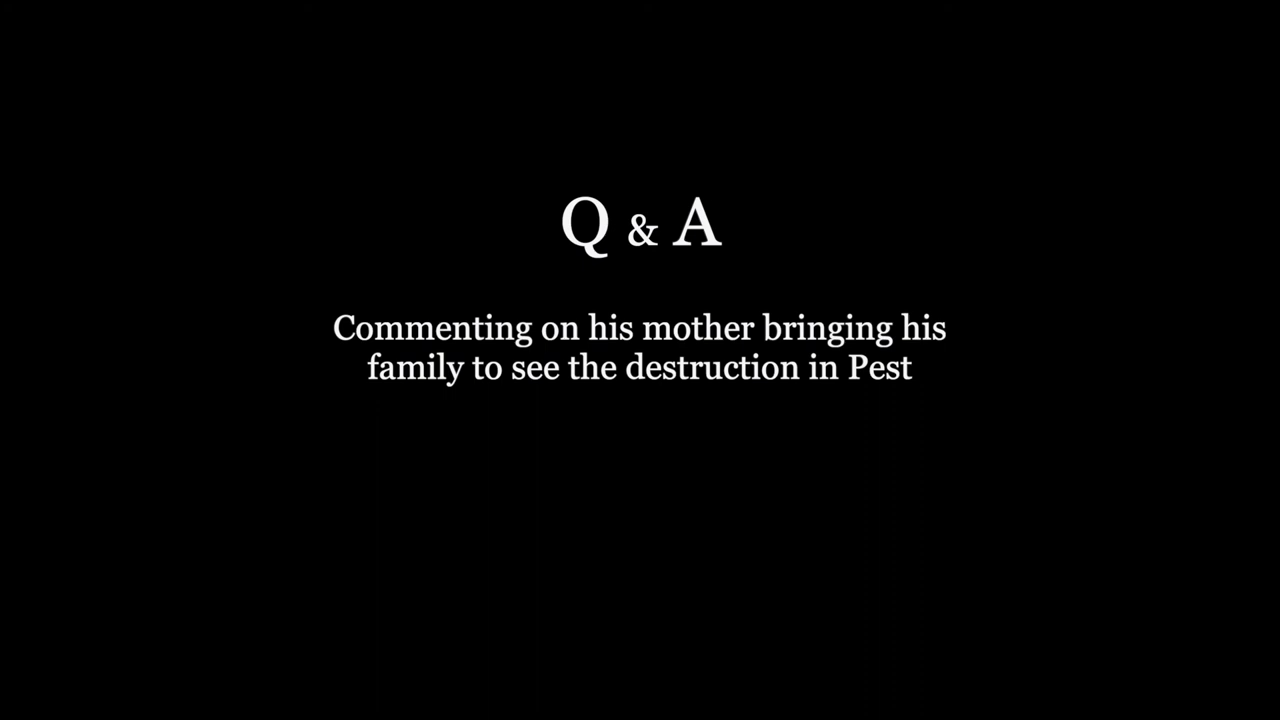 Q & A
Commenting on his mother bringing his
family to see the destruction in Pest